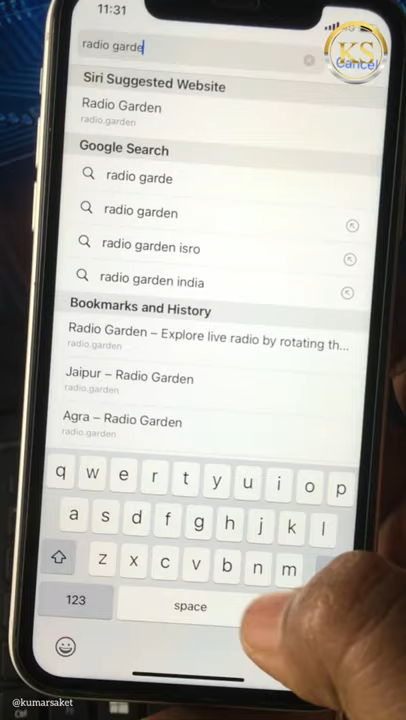 11:31
4G
KS
radio garde
Cancel
Siri Suggested Website
Radio Garden
radio.garden
Google Search
radio garde
radio garden
radio garden isro
radio garden india
Bookmarks and History
Radio Garden – Explore live radio by rotating th...
radio.garden
Jaipur – Radio Garden
radio.garden
Agra – Radio Garden
radio.garden
q w e r t y u i o p
a s d f g h j k l
z x c v b n m
123 space
@kumarsaket
Ctrl